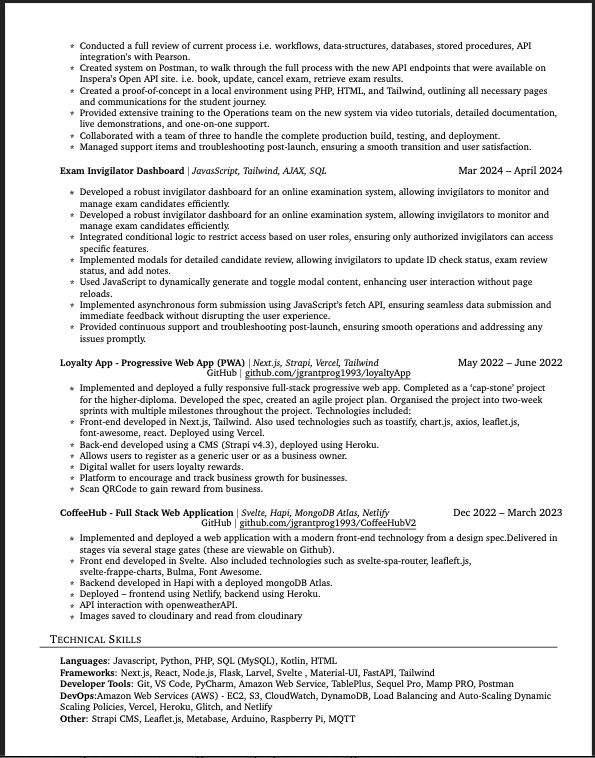 * Conducted a full review of current process i.e. workflows, data-structures, databases, stored procedures, API
integration's with Pearson.
* Created system on Postman, to walk through the full process with the new API endpoints that were available on
Inspera's Open API site. i.e. book, update, cancel exam, retrieve exam results.
* Created a proof-of-concept in a local environment using PHP, HTML, and Tailwind, outlining all necessary pages
and communications for the student journey.
* Provided extensive training to the Operations team on the new system via video tutorials, detailed documentation,
live demonstrations, and one-on-one support.
* Collaborated with a team of three to handle the complete production build, testing, and deployment.
* Managed support items and troubleshooting post-launch, ensuring a smooth transition and user satisfaction.
Exam Invigilator Dashboard | JavasScript, Tailwind, AJAX, SQL Mar 2024 – April 2024
* Developed a robust invigilator dashboard for an online examination system, allowing invigilators to monitor and
manage exam candidates efficiently.
* Developed a robust invigilator dashboard for an online examination system, allowing invigilators to monitor and
manage exam candidates efficiently.
* Integrated conditional logic to restrict access based on user roles, ensuring only authorized invigilators can access
specific features.
* Implemented modals for detailed candidate review, allowing invigilators to update ID check status, exam review
status, and add notes.
* Used JavaScript to dynamically generate and toggle modal content, enhancing user interaction without page
reloads.
* Implemented asynchronous form submission using JavaScript's fetch API, ensuring seamless data submission and
immediate feedback without disrupting the user experience.
* Provided continuous support and troubleshooting post-launch, ensuring smooth operations and addressing any
issues promptly.
Loyalty App - Progressive Web App (PWA) | Next.js, Strapi, Vercel, Tailwind May 2022 – June 2022
GitHub | github.com/jgrantprog1993/loyaltyApp
* Implemented and deployed a fully responsive full-stack progressive web app. Completed as a 'cap-stone' project
for the higher-diploma. Developed the spec, created an agile project plan. Organised the project into two-week
sprints with multiple milestones throughout the project. Technologies included:
* Front-end developed in Next.js, Tailwind. Also used technologies such as toastify, chart.js, axios, leaflet.js,
font-awesome, react. Deployed using Vercel.
* Back-end developed using a CMS (Strapi v4.3), deployed using Heroku.
* Allows users to register as a generic user or as a business owner.
* Digital wallet for users loyalty rewards.
* Platform to encourage and track business growth for businesses.
* Scan QRCode to gain reward from business.
CoffeeHub - Full Stack Web Application | Svelte, Hapi, MongoDB Atlas, Netlify Dec 2022 – March 2023
GitHub | github.com/jgrantprog1993/CoffeeHubV2
* Implemented and deployed a web application with a modern front-end technology from a design spec.Delivered in
stages via several stage gates (these are viewable on Github).
* Front end developed in Svelte. Also included technologies such as svelte-spa-router, leafleft.js,
svelte-frappe-charts, Bulma, Font Awesome.
* Backend developed in Hapi with a deployed mongoDB Atlas.
* Deployed – frontend using Netlify, backend using Heroku.
* API interaction with openweatherAPI.
* Images saved to cloudinary and read from cloudinary
Technical Skills
Languages: Javascript, Python, PHP, SQL (MySQL), Kotlin, HTML
Frameworks: Next.js, React, Node.js, Flask, Larvel, Svelte , Material-UI, FastAPI, Tailwind
Developer Tools: Git, VS Code, PyCharm, Amazon Web Service, TablePlus, Sequel Pro, Mamp PRO, Postman
DevOps:Amazon Web Services (AWS) - EC2, S3, CloudWatch, DynamoDB, Load Balancing and Auto-Scaling Dynamic
Scaling Policies, Vercel, Heroku, Glitch, and Netlify
Other: Strapi CMS, Leaflet.js, Metabase, Arduino, Raspberry Pi, MQTT